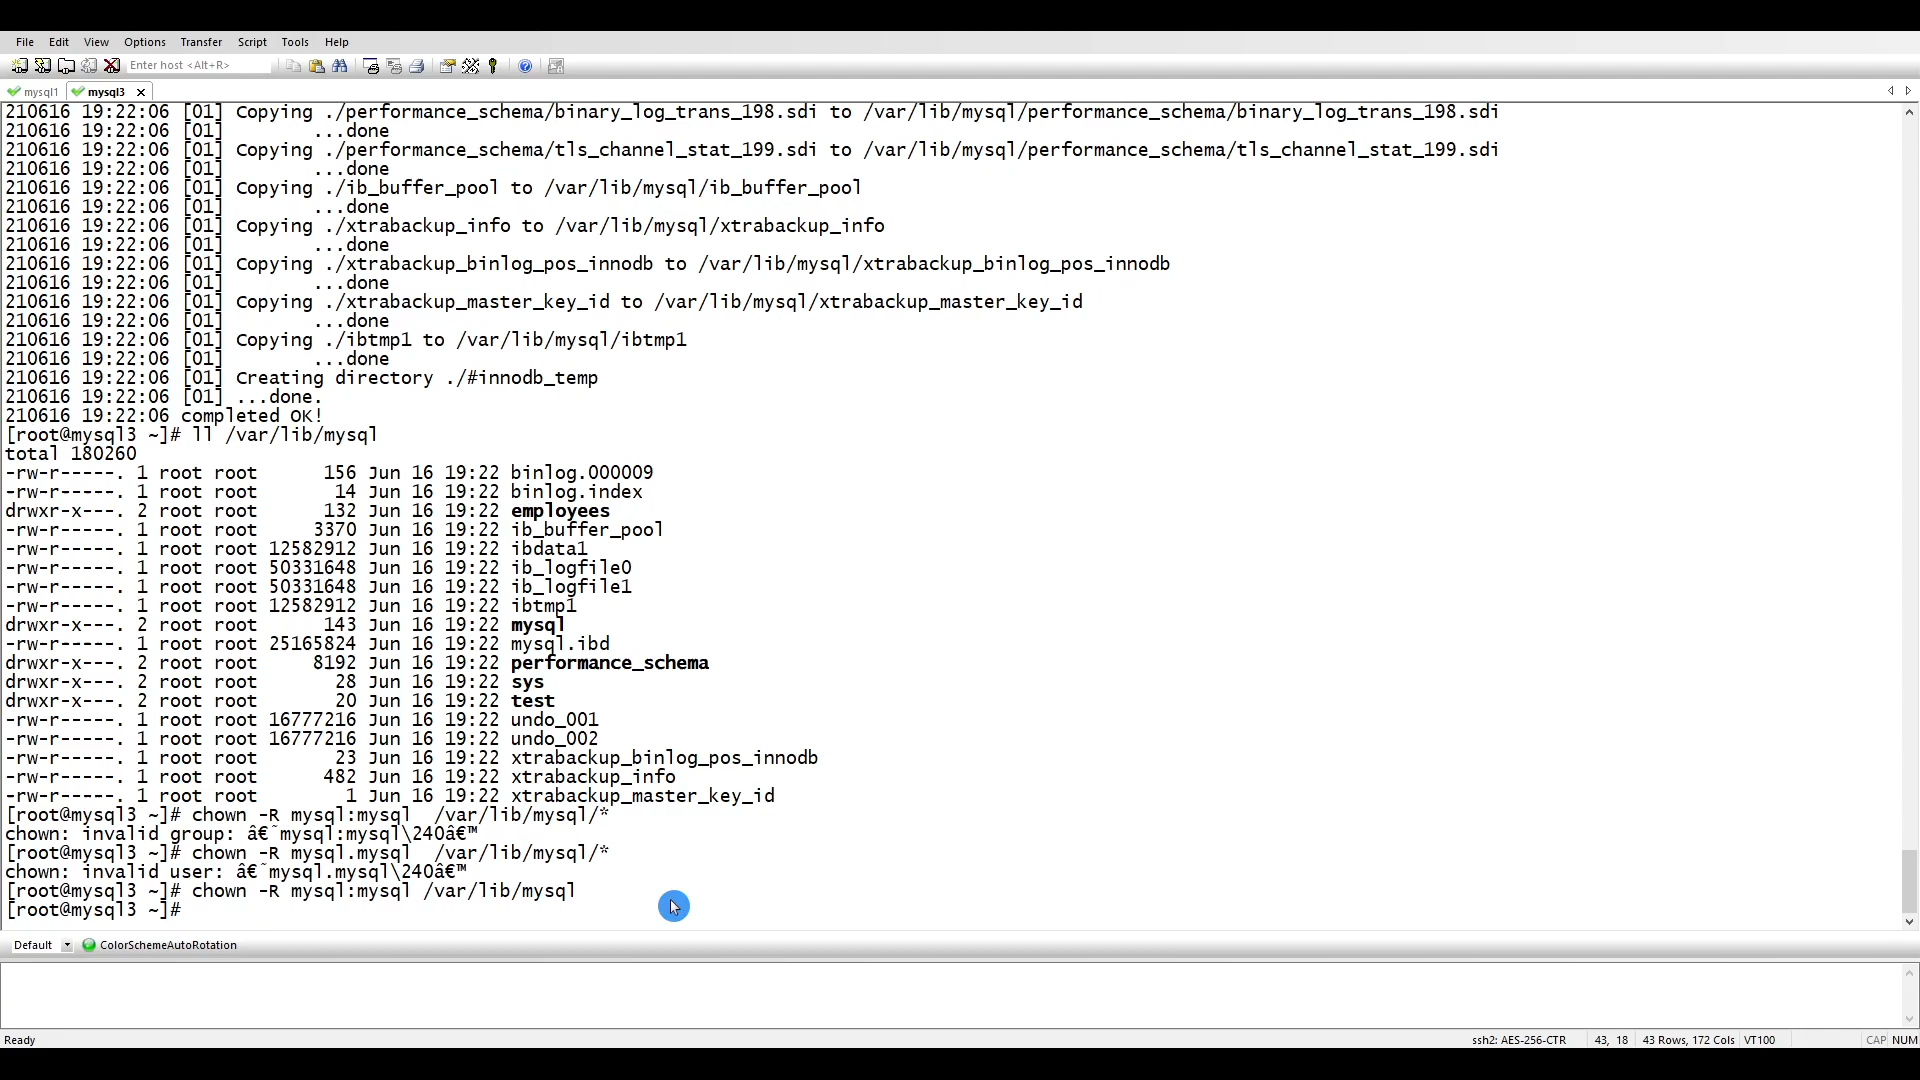 File Edit View Options Transfer Script Tools Help
Enter host <Alt+R>
mysql1 mysql3
210616 19:22:06 [01] Copying ./performance_schema/binary_log_trans_198.sdi to /var/lib/mysql/performance_schema/binary_log_trans_198.sdi
210616 19:22:06 [01]        ...done
210616 19:22:06 [01] Copying ./performance_schema/tls_channel_stat_199.sdi to /var/lib/mysql/performance_schema/tls_channel_stat_199.sdi
210616 19:22:06 [01]        ...done
210616 19:22:06 [01] Copying ./ib_buffer_pool to /var/lib/mysql/ib_buffer_pool
210616 19:22:06 [01]        ...done
210616 19:22:06 [01] Copying ./xtrabackup_info to /var/lib/mysql/xtrabackup_info
210616 19:22:06 [01]        ...done
210616 19:22:06 [01] Copying ./xtrabackup_binlog_pos_innodb to /var/lib/mysql/xtrabackup_binlog_pos_innodb
210616 19:22:06 [01]        ...done
210616 19:22:06 [01] Copying ./xtrabackup_master_key_id to /var/lib/mysql/xtrabackup_master_key_id
210616 19:22:06 [01]        ...done
210616 19:22:06 [01] Copying ./ibtmp1 to /var/lib/mysql/ibtmp1
210616 19:22:06 [01]        ...done
210616 19:22:06 [01] Creating directory ./#innodb_temp
210616 19:22:06 [01] ...done.
210616 19:22:06 completed OK!
[root@mysql3 ~]# ll /var/lib/mysql
total 180260
-rw-r-----. 1 root root      156 Jun 16 19:22 binlog.000009
-rw-r-----. 1 root root       14 Jun 16 19:22 binlog.index
drwxr-x---. 2 root root      132 Jun 16 19:22 employees
-rw-r-----. 1 root root     3370 Jun 16 19:22 ib_buffer_pool
-rw-r-----. 1 root root 12582912 Jun 16 19:22 ibdata1
-rw-r-----. 1 root root 50331648 Jun 16 19:22 ib_logfile0
-rw-r-----. 1 root root 50331648 Jun 16 19:22 ib_logfile1
-rw-r-----. 1 root root 12582912 Jun 16 19:22 ibtmp1
drwxr-x---. 2 root root      143 Jun 16 19:22 mysql
-rw-r-----. 1 root root 25165824 Jun 16 19:22 mysql.ibd
drwxr-x---. 2 root root     8192 Jun 16 19:22 performance_schema
drwxr-x---. 2 root root       28 Jun 16 19:22 sys
drwxr-x---. 2 root root       20 Jun 16 19:22 test
-rw-r-----. 1 root root 16777216 Jun 16 19:22 undo_001
-rw-r-----. 1 root root 16777216 Jun 16 19:22 undo_002
-rw-r-----. 1 root root       23 Jun 16 19:22 xtrabackup_binlog_pos_innodb
-rw-r-----. 1 root root      482 Jun 16 19:22 xtrabackup_info
-rw-r-----. 1 root root        1 Jun 16 19:22 xtrabackup_master_key_id
[root@mysql3 ~]# chown -R mysql:mysql  /var/lib/mysql/*
chown: invalid group: â€˜mysql:mysql\240â€™
[root@mysql3 ~]# chown -R mysql.mysql  /var/lib/mysql/*
chown: invalid user: â€˜mysql.mysql\240â€™
[root@mysql3 ~]# chown -R mysql:mysql /var/lib/mysql
[root@mysql3 ~]#
Default ColorSchemeAutoRotation
Ready ssh2: AES-256-CTR 43, 18 43 Rows, 172 Cols VT100 CAP NUM